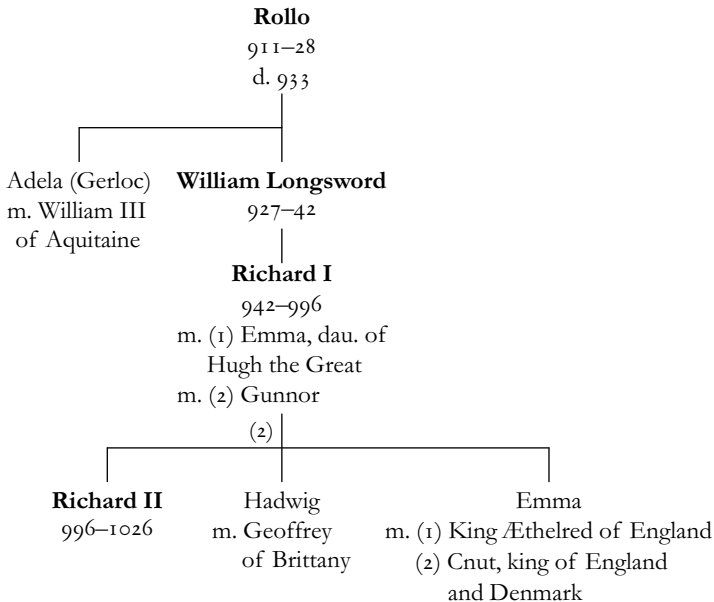 Rollo
911–28
d. 933
Adela (Gerloc)
m. William III
of Aquitaine
William Longsword
927–42
Richard I
942–996
m. (1) Emma, dau. of
Hugh the Great
m. (2) Gunnor
(2)
Richard II
996–1026
Hadwig
m. Geoffrey
of Brittany
Emma
m. (1) King Æthelred of England
(2) Cnut, king of England
and Denmark